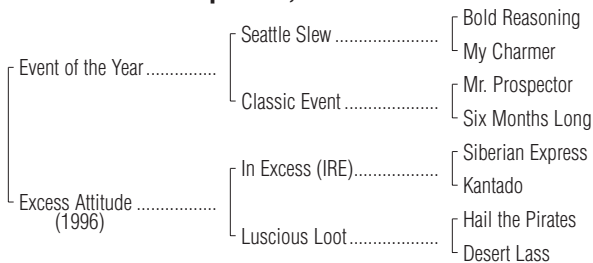 Bold Reasoning
Seattle Slew ..................
My Charmer
Event of the Year ...............
Mr. Prospector
Classic Event ..................
Six Months Long
Siberian Express
In Excess (IRE)..................
Kantado
Excess Attitude .................
(1996)
Hail the Pirates
Luscious Loot ..................
Desert Lass